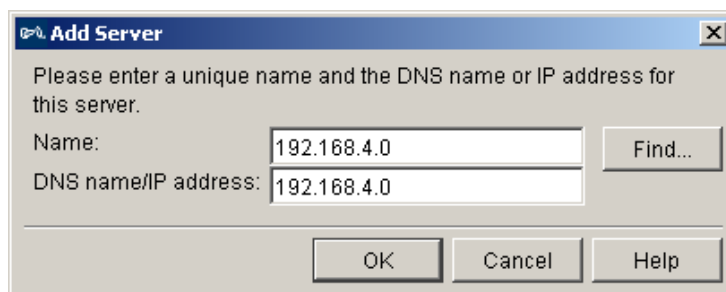 Add Server
Please enter a unique name and the DNS name or IP address for
this server.
Name:
192.168.4.0
Find...
DNS name/IP address:
192.168.4.0
OK
Cancel
Help